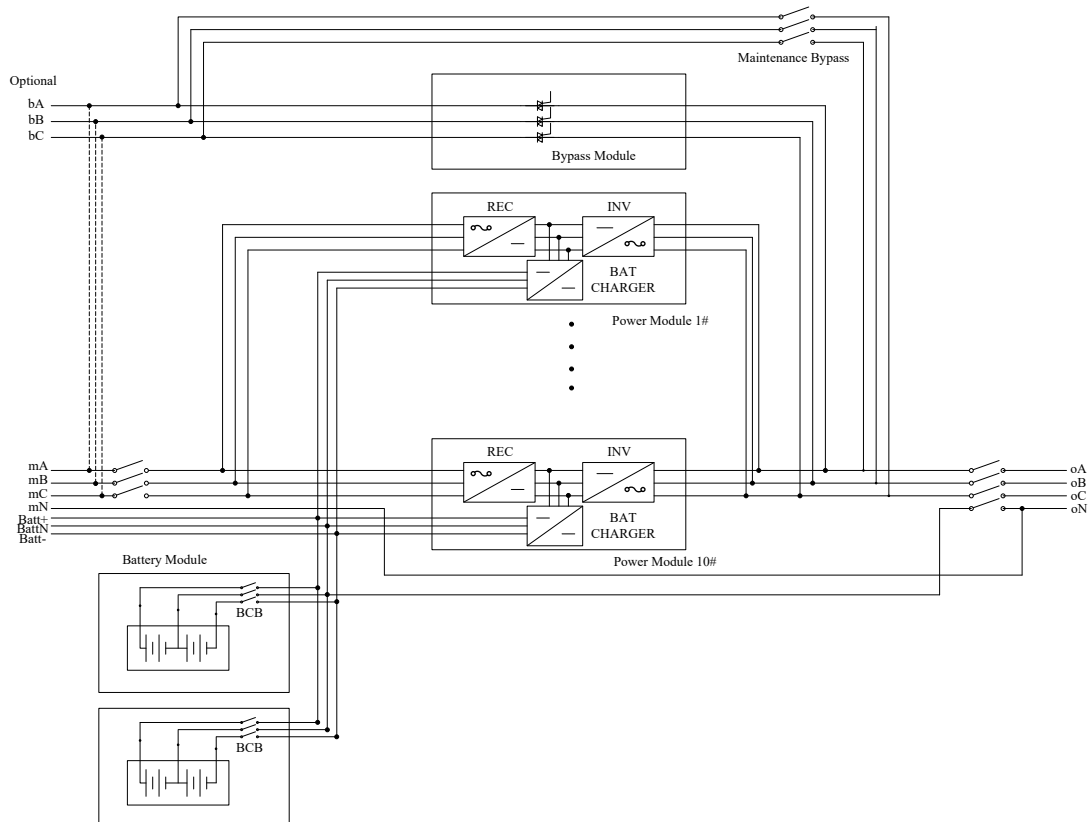 Maintenance Bypass
Optional
bA
bB
bC
Bypass Module
REC
INV
BAT
CHARGER
Power Module 1#
REC
INV
mA
mB
mC
mN
Batt+
BattN
Batt-
oA
oB
oC
oN
BAT
CHARGER
Power Module 10#
Battery Module
BCB
BCB